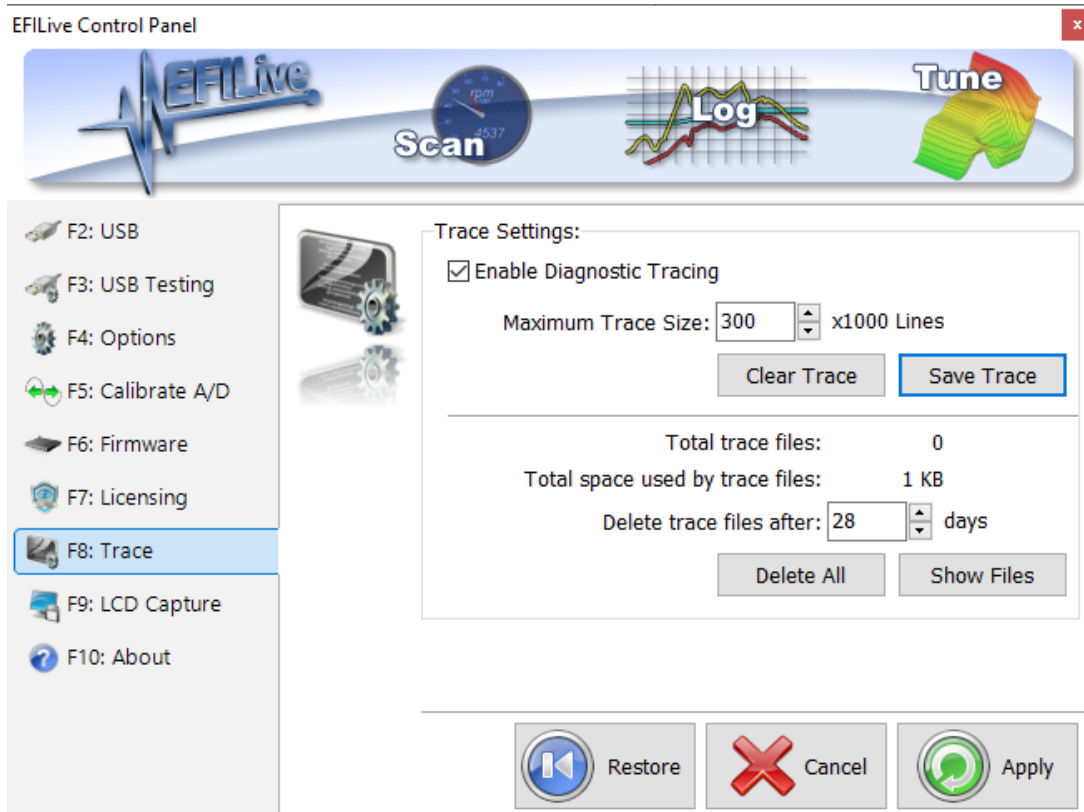 EFILive Control Panel
x
EFILive
Scan
rpm
4537
Log
Tune
F2: USB
F3: USB Testing
F4: Options
F5: Calibrate A/D
F6: Firmware
F7: Licensing
F8: Trace
F9: LCD Capture
F10: About
Trace Settings:
Enable Diagnostic Tracing
Maximum Trace Size: 300 x1000 Lines
Clear Trace Save Trace
Total trace files: 0
Total space used by trace files: 1 KB
Delete trace files after: 28 days
Delete All Show Files
Restore Cancel Apply